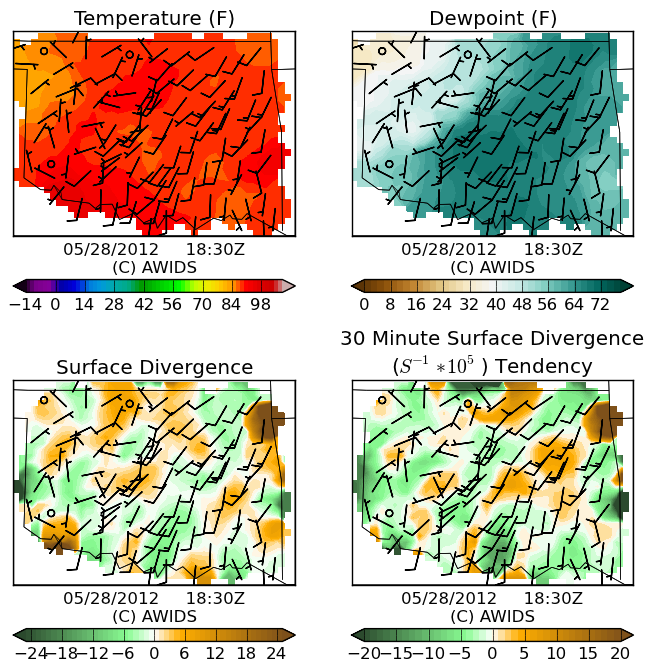 Temperature (F)
Dewpoint (F)
05/28/2012 18:30Z
(C) AWIDS
05/28/2012 18:30Z
(C) AWIDS
−14 0 14 28 42 56 70 84 98
0 8 16 24 32 40 48 56 64 72
Surface Divergence
30 Minute Surface Divergence
(S⁻¹ *10⁵ ) Tendency
05/28/2012 18:30Z
(C) AWIDS
05/28/2012 18:30Z
(C) AWIDS
−24 −18 −12 −6 0 6 12 18 24
−20 −15 −10 −5 0 5 10 15 20